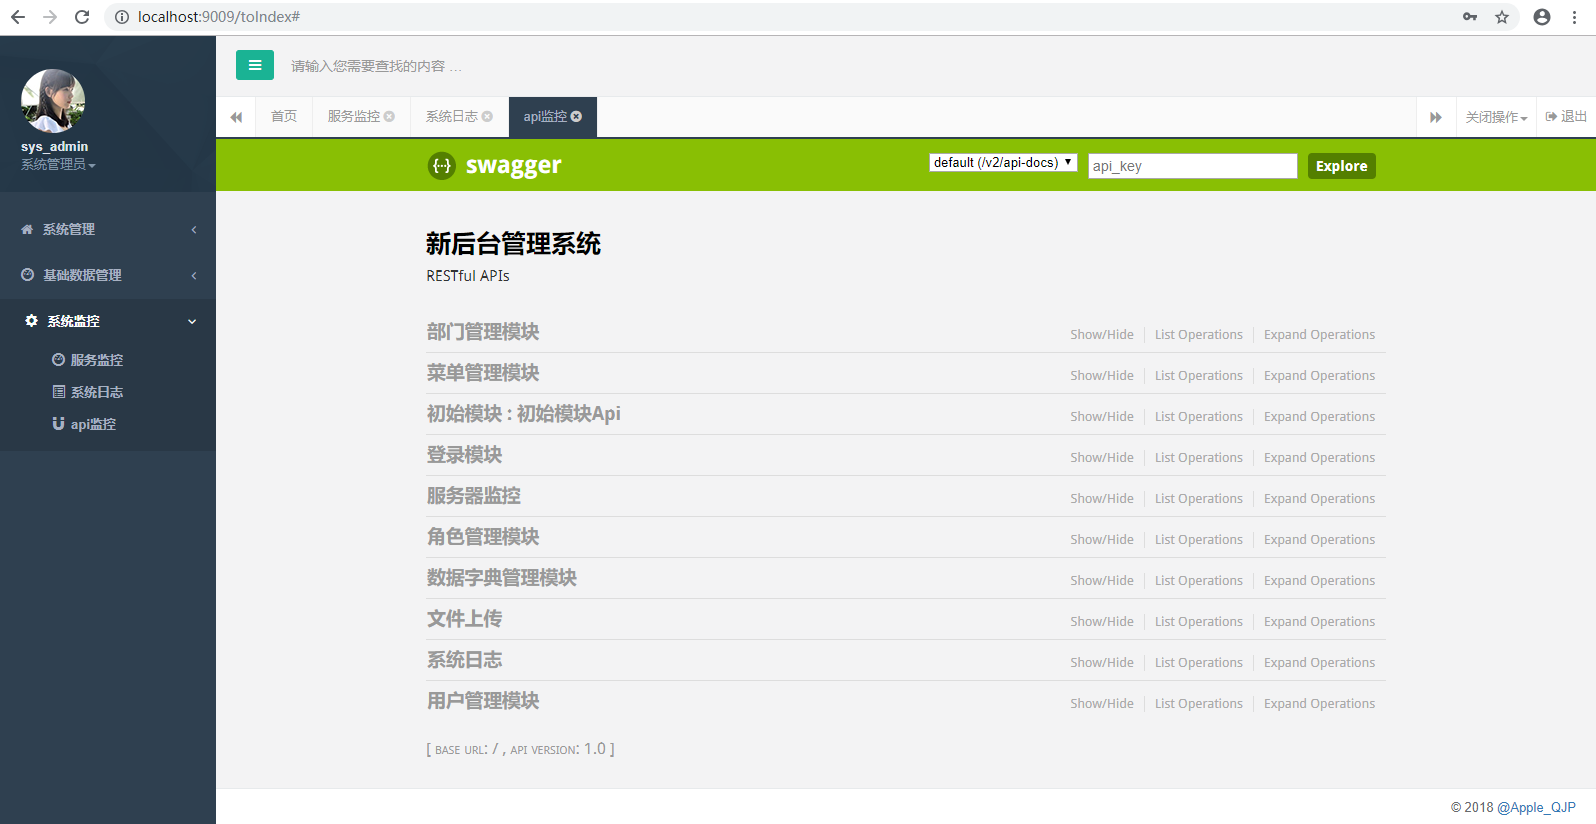 localhost:9009/toIndex#
sys_admin
系统管理员
系统管理
基础数据管理
系统监控
服务监控
系统日志
api监控
请输入您需要查找的内容 …
首页 服务监控 系统日志 api监控 关闭操作 退出
{···} swagger default (/v2/api-docs) api_key Explore
新后台管理系统
RESTful APIs
部门管理模块 Show/Hide List Operations Expand Operations
菜单管理模块 Show/Hide List Operations Expand Operations
初始模块 : 初始模块Api Show/Hide List Operations Expand Operations
登录模块 Show/Hide List Operations Expand Operations
服务器监控 Show/Hide List Operations Expand Operations
角色管理模块 Show/Hide List Operations Expand Operations
数据字典管理模块 Show/Hide List Operations Expand Operations
文件上传 Show/Hide List Operations Expand Operations
系统日志 Show/Hide List Operations Expand Operations
用户管理模块 Show/Hide List Operations Expand Operations
[ BASE URL: / , API VERSION: 1.0 ]
© 2018 @Apple_QJP